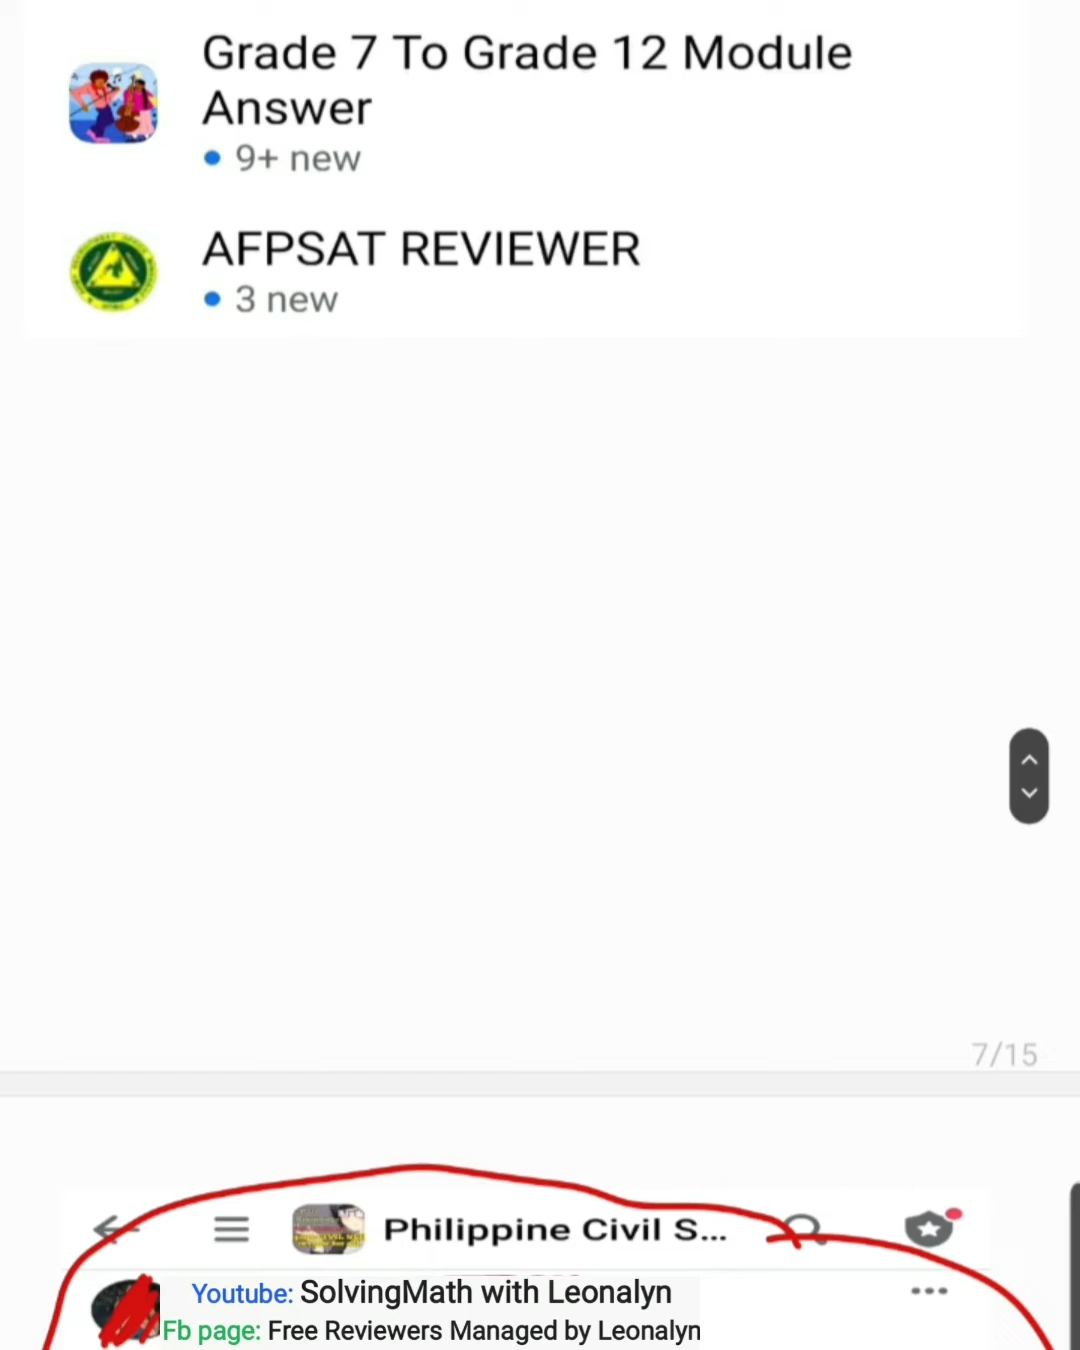 Grade 7 To Grade 12 Module
Answer
9+ new
AFPSAT REVIEWER
3 new
7/15
Philippine Civil S...
Youtube: SolvingMath with Leonalyn
Fb page: Free Reviewers Managed by Leonalyn